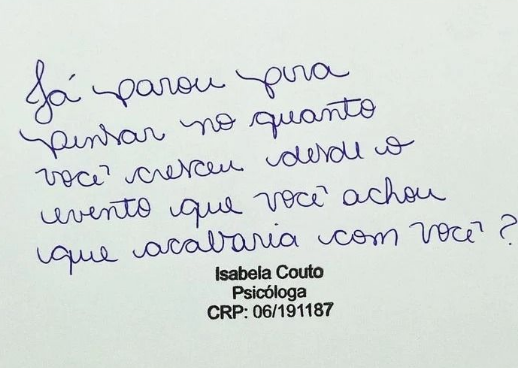 Já parou pra
pensar no quanto
você cresceu desde o
evento que você achou
que acabaria com você?
Isabela Couto
Psicóloga
CRP: 06/191187